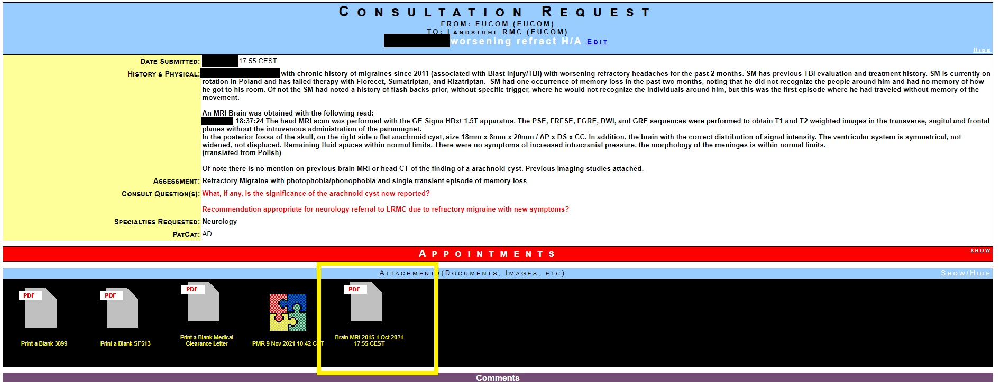 Consultation Request
FROM: EUCOM (EUCOM)
TO: Landstuhl RMC (EUCOM)
worsening refract H/A Edit
Hide
Date Submitted: 17:55 CEST
History & Physical: with chronic history of migraines since 2011 (associated with Blast injury/TBI) with worsening refractory headaches for the past 2 months. SM has previous TBI evaluation and treatment history. SM is currently on
rotation in Poland and has failed therapy with Fiorecet, Sumatriptan, and Rizatriptan. SM had one occurrence of memory loss in the past two months, noting that he did not recognize the people around him and had no memory of how
he got to his room. Of not the SM had noted a history of flash backs prior, without specific trigger, where he would not recognize the individuals around him, but this was the first episode where he had traveled without memory of the
movement.
An MRI Brain was obtained with the following read:
18:37:24 The head MRI scan was performed with the GE Signa HDxt 1.5T apparatus. The PSE, FRFSE, FGRE, DWI, and GRE sequences were performed to obtain T1 and T2 weighted images in the transverse, sagital and frontal
planes without the intravenous administration of the paramagnet.
In the posterior fossa of the skull, on the right side a flat arachnoid cyst, size 18mm x 8mm x 20mm / AP x DS x CC. In addition, the brain with the correct distribution of signal intensity. The ventricular system is symmetrical, not
widened, not displaced. Remaining fluid spaces within normal limits. There were no symptoms of increased intracranial pressure. the morphology of the meninges is within normal limits.
(translated from Polish)
Of note there is no mention on previous brain MRI or head CT of the finding of a arachnoid cyst. Previous imaging studies attached.
Assessment: Refractory Migraine with photophobia/phonophobia and single transient episode of memory loss
Consult Question(s): What, if any, is the significance of the arachnoid cyst now reported?
Recommendation appropriate for neurology referral to LRMC due to refractory migraine with new symptoms?
Specialties Requested: Neurology
PatCat: AD
Appointments
show
Attachments(Documents, Images, etc)
Show/Hide
PDF
Print a Blank 3899
PDF
Print a Blank SF513
PDF
Print a Blank Medical
Clearance Letter
PMR 9 Nov 2021 10:42
PDF
Brain MRI 2015 1 Oct 2021
17:55 CEST
Comments